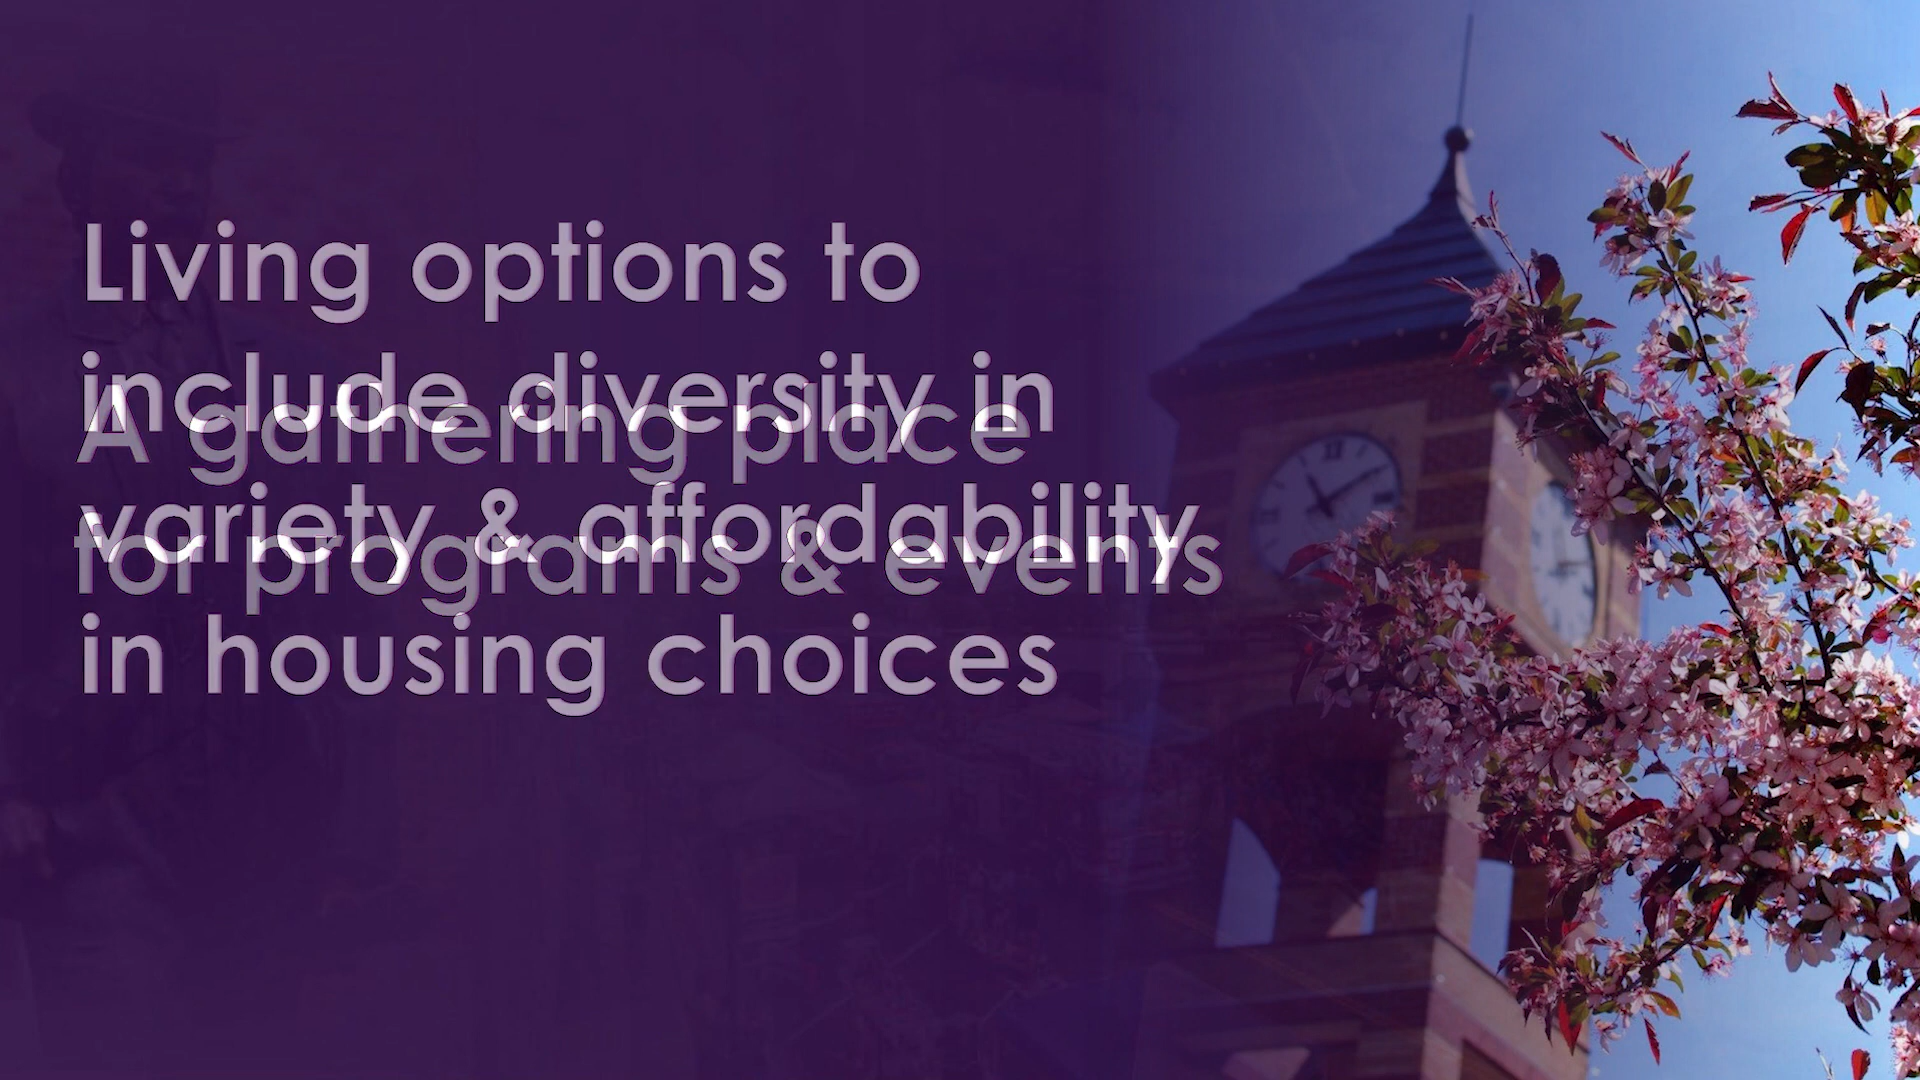 Living options to
include diversity in
variety & affordability
in housing choices
A gathering place
for programs & events